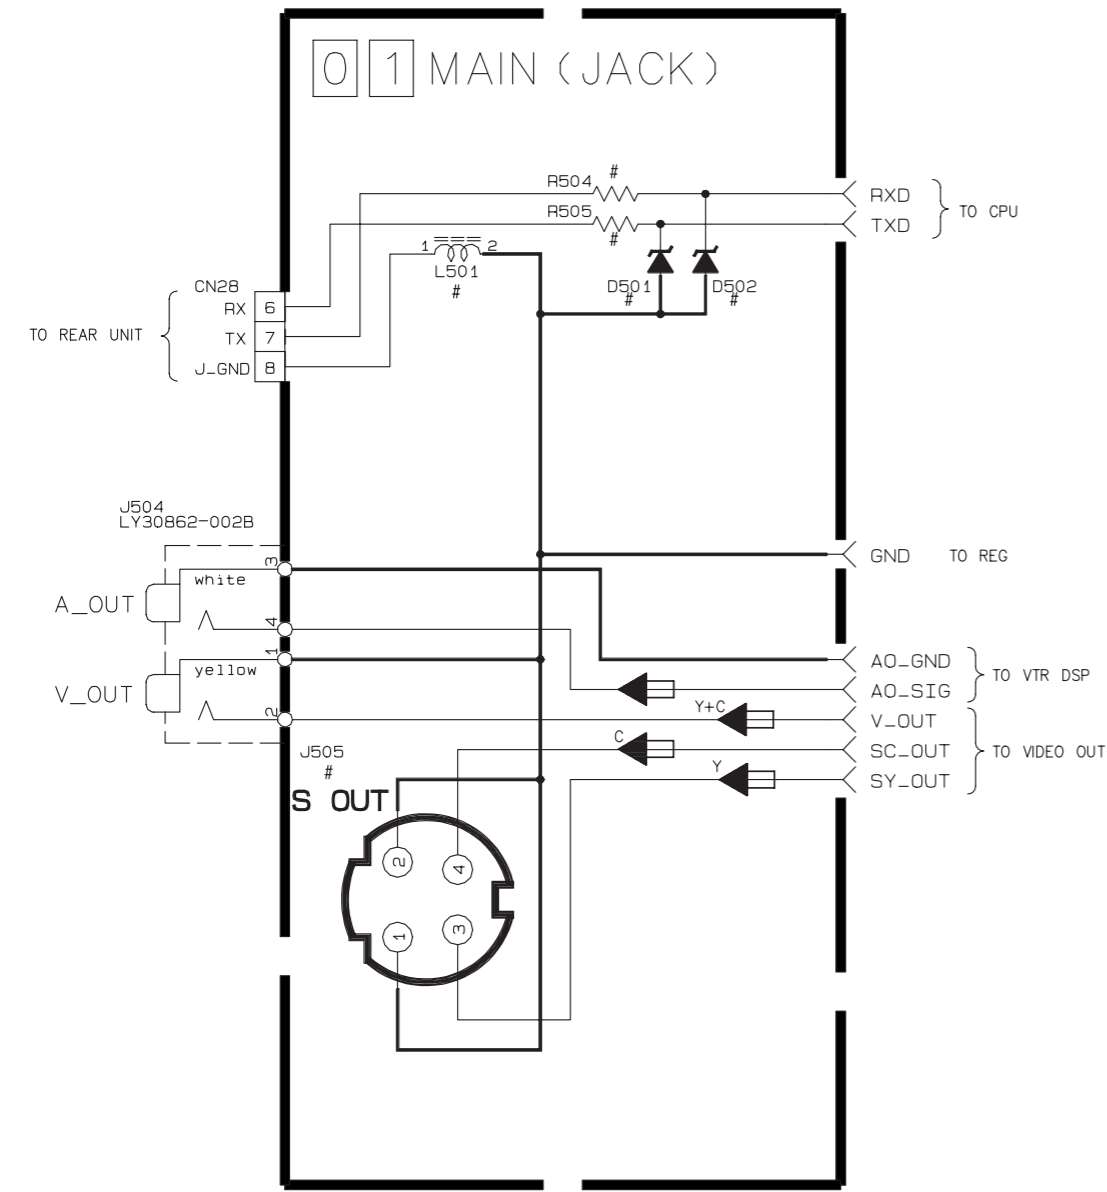 0 1 MAIN (JACK)
R504 #
RXD
TO CPU
R505 #
TXD
1 2
L501
#
D501
#
D502
#
CN28
RX 6
TO REAR UNIT
TX 7
J_GND 8
J504
LY30862-002B
GND TO REG
3
white
A_OUT
4
1
AO_GND
TO VTR DSP
yellow
V_OUT
AO_SIG
2
Y+C
V_OUT
C
SC_OUT
TO VIDEO OUT
J505
#
Y
SY_OUT
S OUT
2 4
1 3